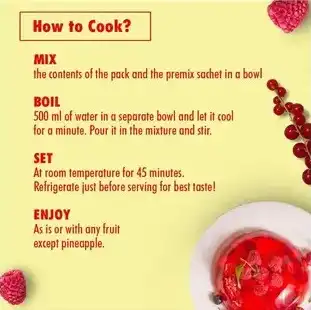 How to Cook?
MIX
the contents of the pack and the premix sachet in a bowl
BOIL
500 ml of water in a separate bowl and let it cool
for a minute. Pour it in the mixture and stir.
SET
At room temperature for 45 minutes.
Refrigerate just before serving for best taste!
ENJOY
As is or with any fruit
except pineapple.